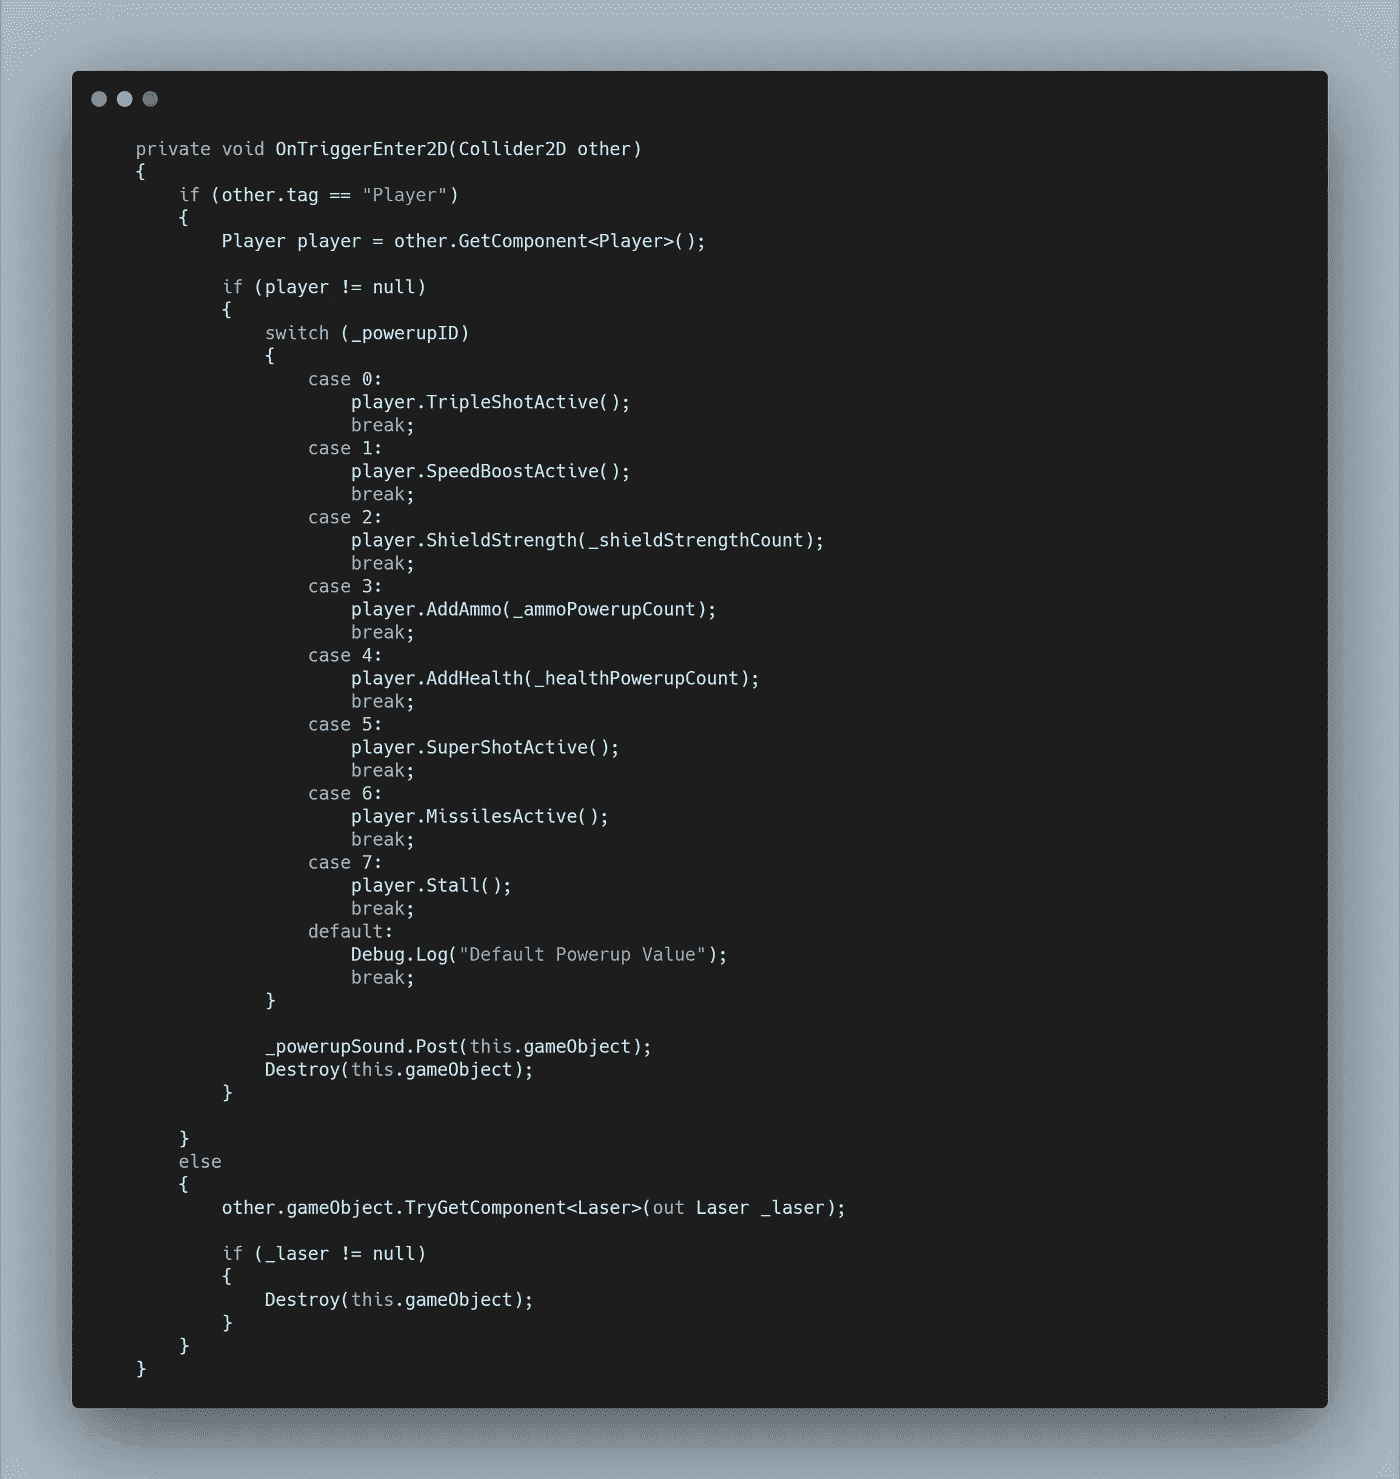 private void OnTriggerEnter2D(Collider2D other)
{
    if (other.tag == "Player")
    {
        Player player = other.GetComponent<Player>();

        if (player != null)
        {
            switch (_powerupID)
            {
                case 0:
                    player.TripleShotActive();
                    break;
                case 1:
                    player.SpeedBoostActive();
                    break;
                case 2:
                    player.ShieldStrength(_shieldStrengthCount);
                    break;
                case 3:
                    player.AddAmmo(_ammoPowerupCount);
                    break;
                case 4:
                    player.AddHealth(_healthPowerupCount);
                    break;
                case 5:
                    player.SuperShotActive();
                    break;
                case 6:
                    player.MissilesActive();
                    break;
                case 7:
                    player.Stall();
                    break;
                default:
                    Debug.Log("Default Powerup Value");
                    break;
            }

            _powerupSound.Post(this.gameObject);
            Destroy(this.gameObject);
        }

    }
    else
    {
        other.gameObject.TryGetComponent<Laser>(out Laser _laser);

        if (_laser != null)
        {
            Destroy(this.gameObject);
        }
    }
}